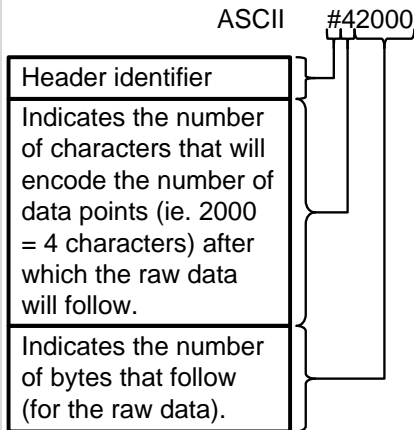 ASCII #42000
Header identifier
Indicates the number
of characters that will
encode the number of
data points (ie. 2000
= 4 characters) after
which the raw data
will follow.
Indicates the number
of bytes that follow
(for the raw data).